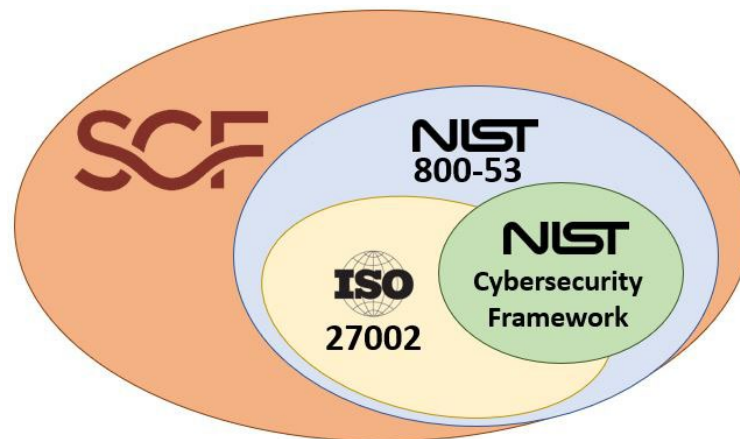 SCF
NIST
800-53
NIST
Cybersecurity
Framework
ISO
27002